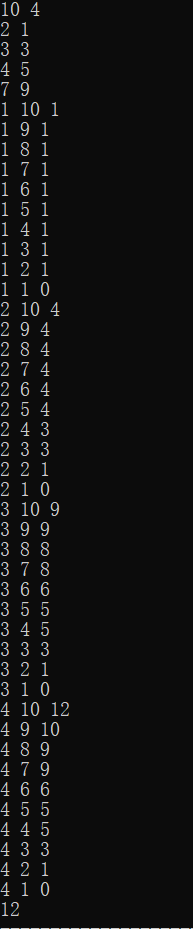 10 4
2 1
3 3
4 5
7 9
1 10 1
1 9 1
1 8 1
1 7 1
1 6 1
1 5 1
1 4 1
1 3 1
1 2 1
1 1 0
2 10 4
2 9 4
2 8 4
2 7 4
2 6 4
2 5 4
2 4 3
2 3 3
2 2 1
2 1 0
3 10 9
3 9 9
3 8 8
3 7 8
3 6 6
3 5 5
3 4 5
3 3 3
3 2 1
3 1 0
4 10 12
4 9 10
4 8 9
4 7 9
4 6 6
4 5 5
4 4 5
4 3 3
4 2 1
4 1 0
12